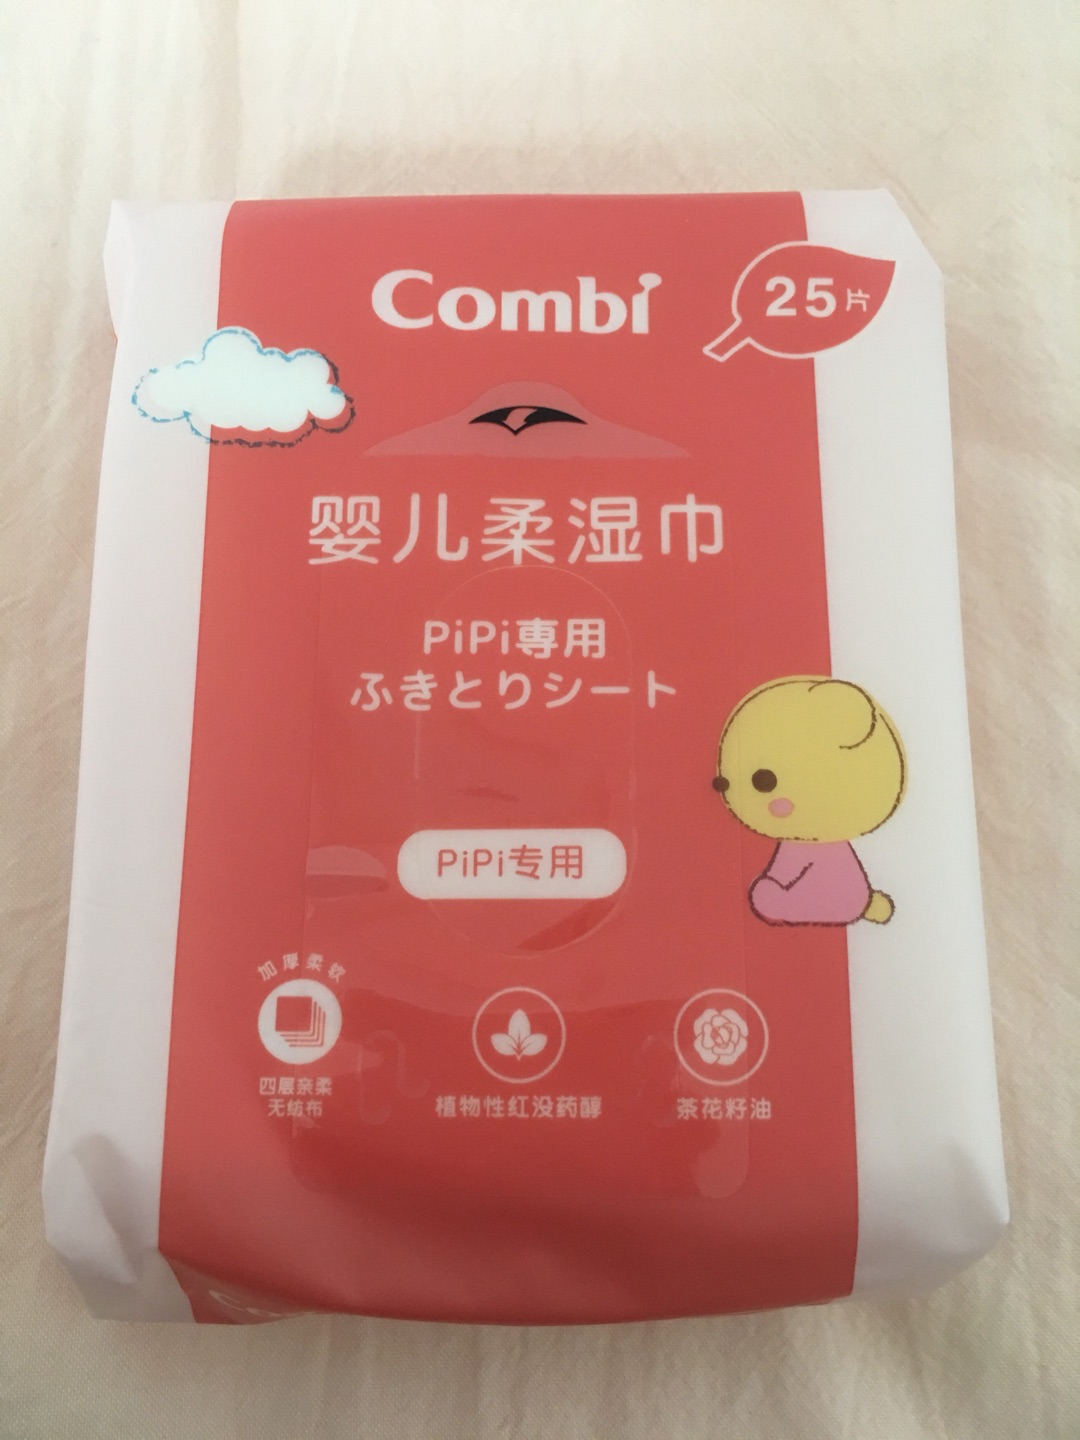 Combi
25片
婴儿柔湿巾
PiPi専用
ふきとりシート
PiPi专用
加厚柔软
四层亲柔
无纺布
植物性红没药醇
茶花籽油